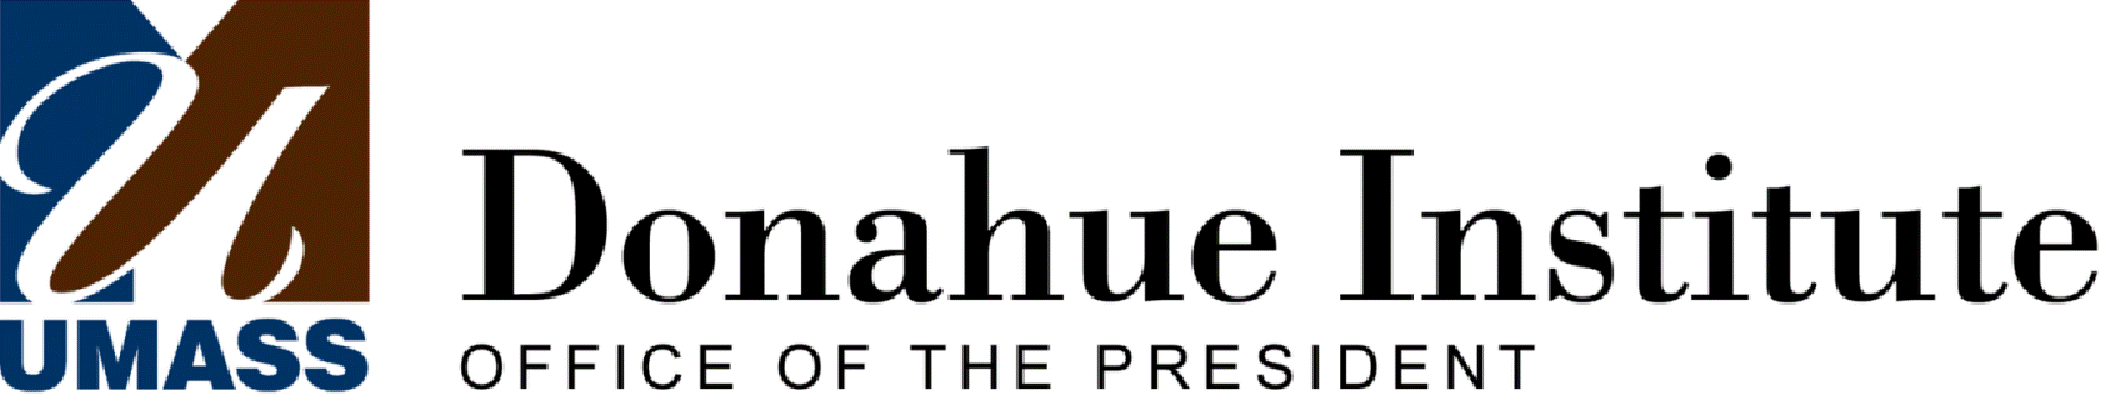 UMASS
Donahue Institute
OFFICE OF THE PRESIDENT